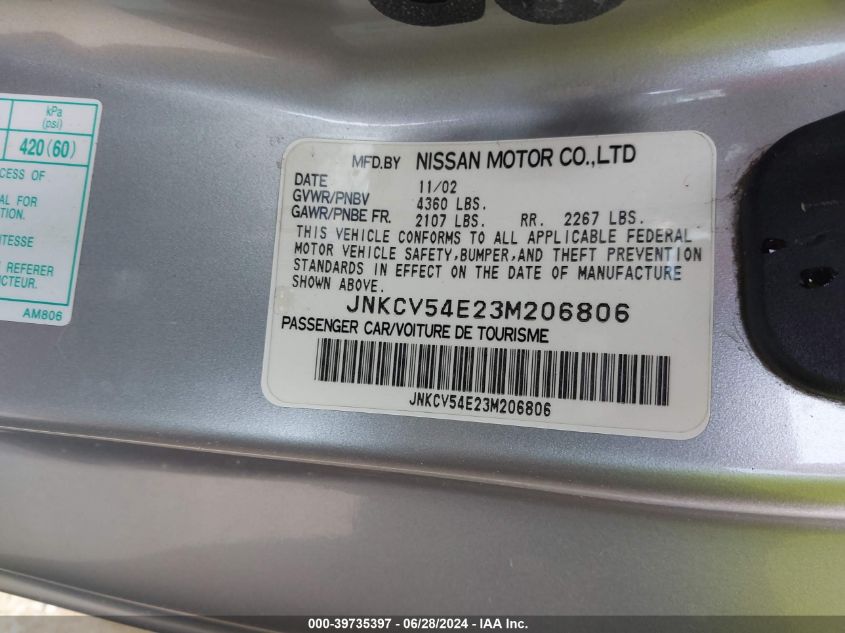 kPa
(psi)
420(60)
CESS OF
AL FOR
TION.
TESSE
REFERER
CTEUR.
AM806
MFD.BY NISSAN MOTOR CO.,LTD
DATE 11/02
GVWR/PNBV 4360 LBS.
GAWR/PNBE FR. 2107 LBS. RR. 2267 LBS.
THIS VEHICLE CONFORMS TO ALL APPLICABLE FEDERAL
MOTOR VEHICLE SAFETY,BUMPER,AND THEFT PREVENTION
STANDARDS IN EFFECT ON THE DATE OF MANUFACTURE
SHOWN ABOVE.
JNKCV54E23M206806
PASSENGER CAR/VOITURE DE TOURISME
JNKCV54E23M206806
000-39735397 - 06/28/2024 - IAA Inc.